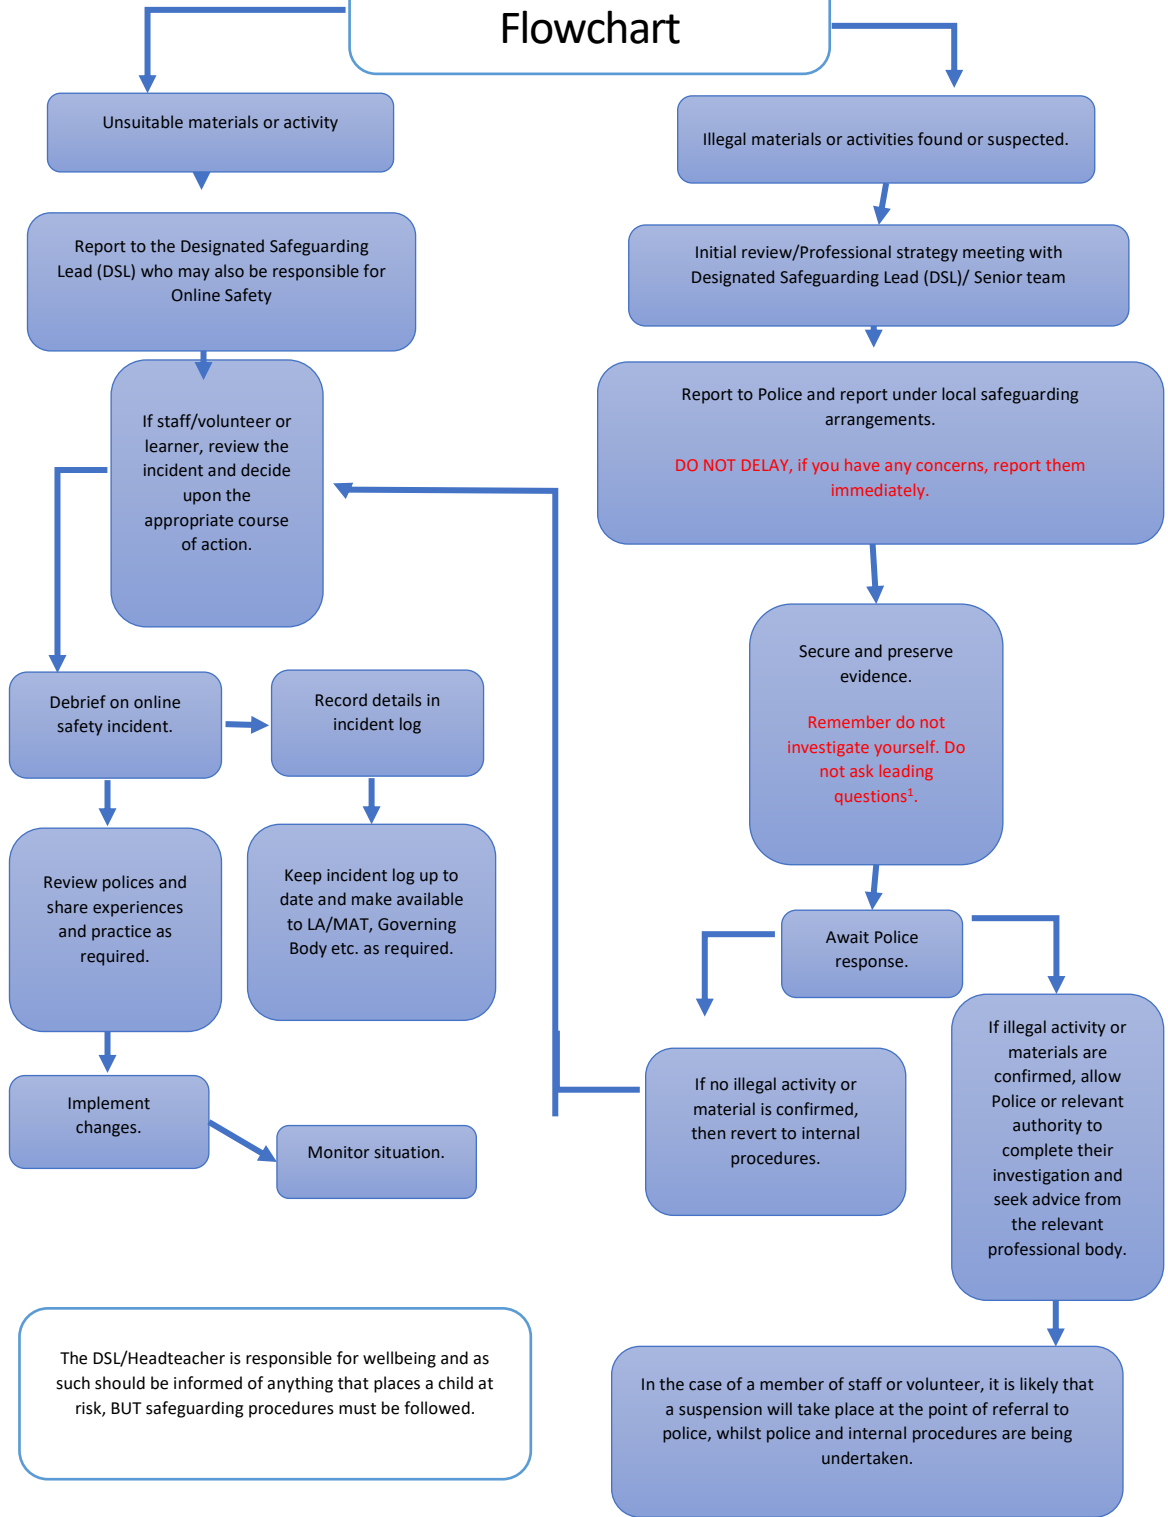 Flowchart
Unsuitable materials or activity
Illegal materials or activities found or suspected.
Report to the Designated Safeguarding
Lead (DSL) who may also be responsible for
Online Safety
Initial review/Professional strategy meeting with
Designated Safeguarding Lead (DSL)/ Senior team
If staff/volunteer or
learner, review the
incident and decide
upon the
appropriate course
of action.
Report to Police and report under local safeguarding
arrangements.
DO NOT DELAY, if you have any concerns, report them
immediately.
Secure and preserve
evidence.
Remember do not
investigate yourself. Do
not ask leading
questions¹.
Debrief on online
safety incident.
Record details in
incident log
Review polices and
share experiences
and practice as
required.
Keep incident log up to
date and make available
to LA/MAT, Governing
Body etc. as required.
Await Police
response.
Implement
changes.
Monitor situation.
If no illegal activity or
material is confirmed,
then revert to internal
procedures.
If illegal activity or
materials are
confirmed, allow
Police or relevant
authority to
complete their
investigation and
seek advice from
the relevant
professional body.
The DSL/Headteacher is responsible for wellbeing and as
such should be informed of anything that places a child at
risk, BUT safeguarding procedures must be followed.
In the case of a member of staff or volunteer, it is likely that
a suspension will take place at the point of referral to
police, whilst police and internal procedures are being
undertaken.